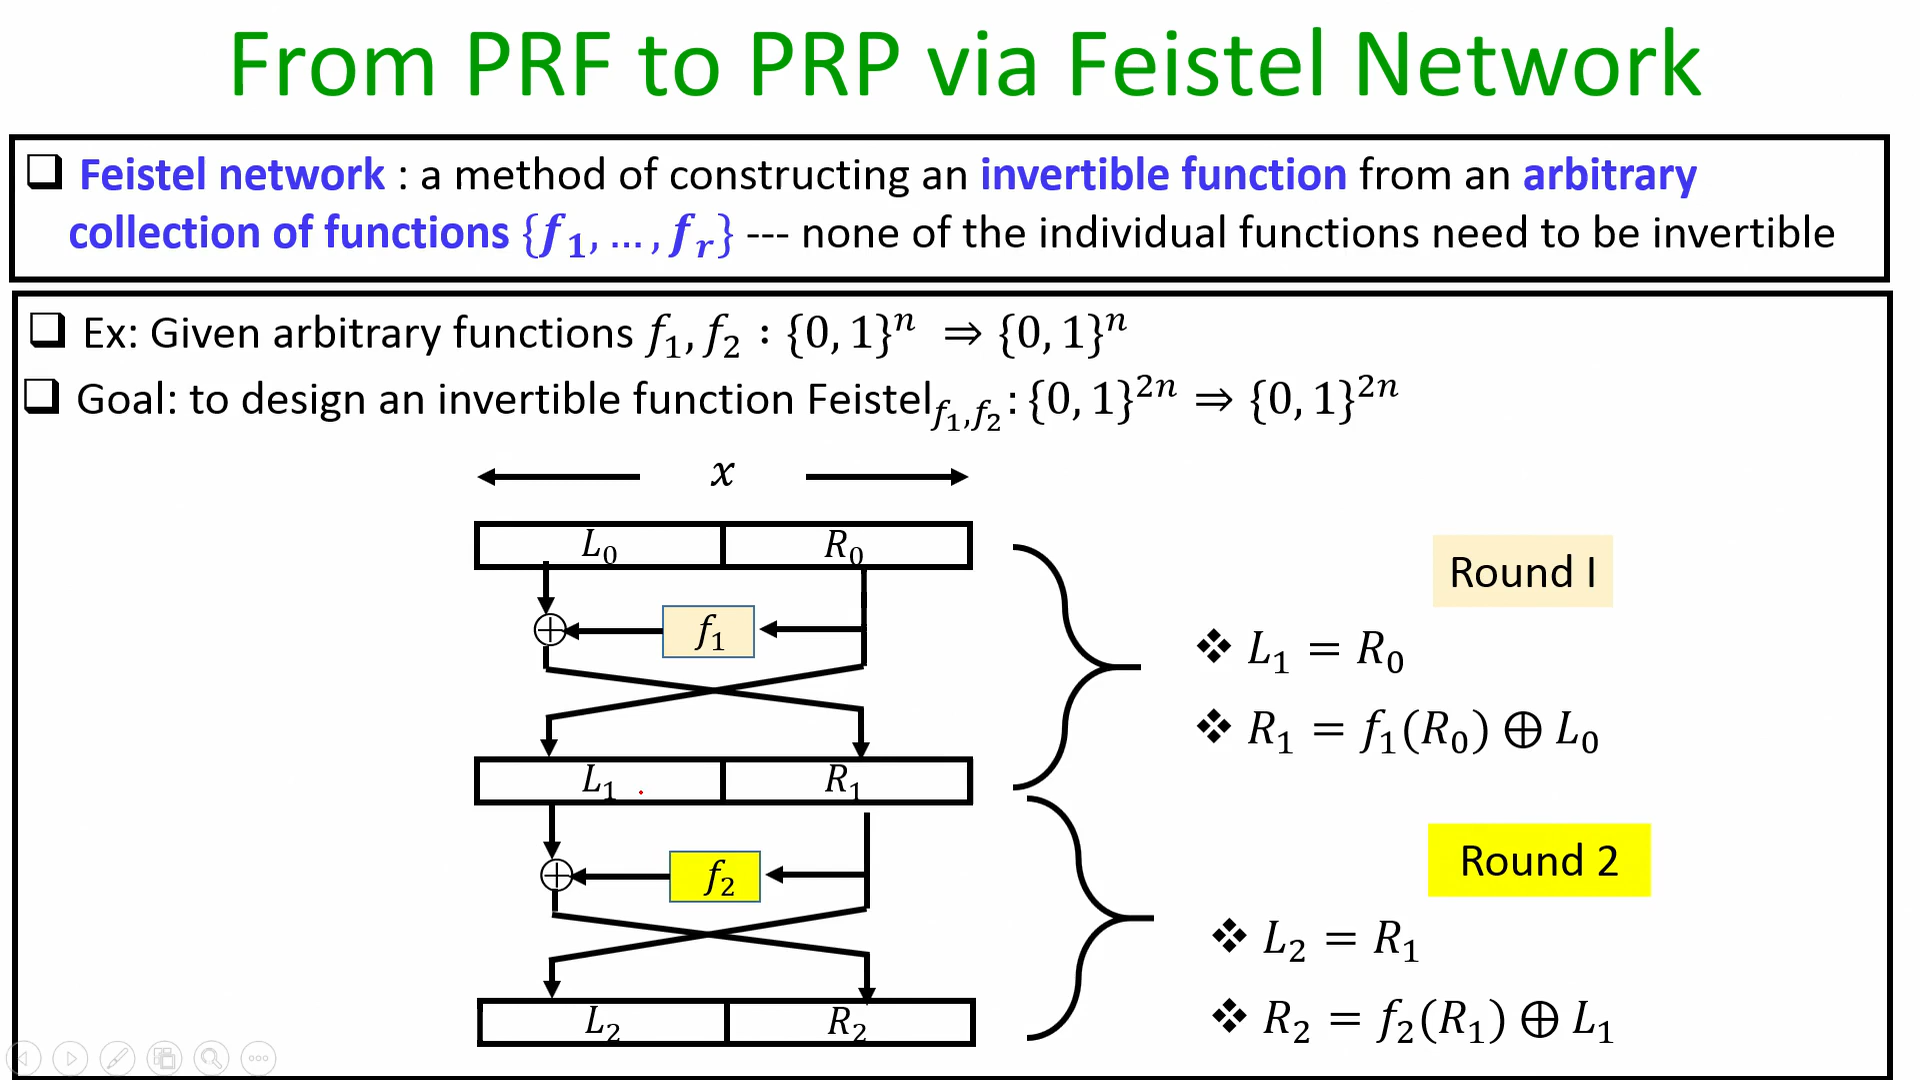 From PRF to PRP via Feistel Network
❑ Feistel network : a method of constructing an invertible function from an arbitrary
collection of functions {f₁, … , fᵣ} --- none of the individual functions need to be invertible
❑ Ex: Given arbitrary functions f₁, f₂ : {0, 1}ⁿ ⇒ {0, 1}ⁿ
❑ Goal: to design an invertible function Feistel_{f₁,f₂}: {0, 1}²ⁿ ⇒ {0, 1}²ⁿ
x
L₀ R₀
Round I
f₁
❖ L₁ = R₀
❖ R₁ = f₁(R₀) ⊕ L₀
L₁ R₁
Round 2
f₂
❖ L₂ = R₁
❖ R₂ = f₂(R₁) ⊕ L₁
L₂ R₂